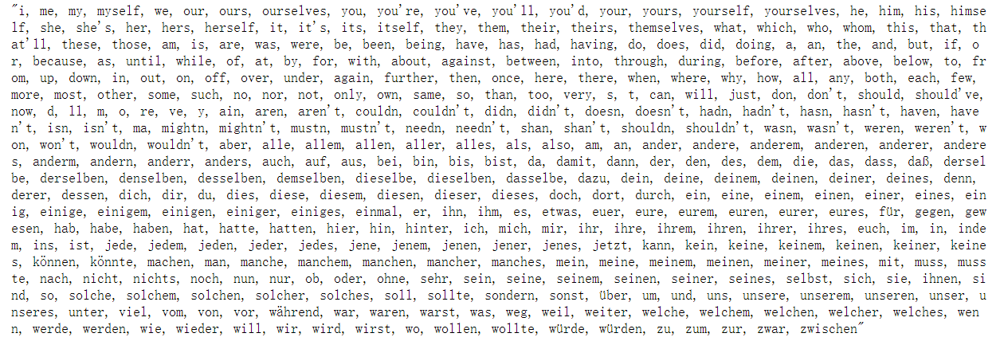 "i, me, my, myself, we, our, ours, ourselves, you, you're, you've, you'll, you'd, your, yours, yourself, yourselves, he, him, his, himse
lf, she, she's, her, hers, herself, it, it's, its, itself, they, them, their, theirs, themselves, what, which, who, whom, this, that, th
at'll, these, those, am, is, are, was, were, be, been, being, have, has, had, having, do, does, did, doing, a, an, the, and, but, if, o
r, because, as, until, while, of, at, by, for, with, about, against, between, into, through, during, before, after, above, below, to, fr
om, up, down, in, out, on, off, over, under, again, further, then, once, here, there, when, where, why, how, all, any, both, each, few,
more, most, other, some, such, no, nor, not, only, own, same, so, than, too, very, s, t, can, will, just, don, don't, should, should've,
now, d, ll, m, o, re, ve, y, ain, aren, aren't, couldn, couldn't, didn, didn't, doesn, doesn't, hadn, hadn't, hasn, hasn't, haven, have
n't, isn, isn't, ma, mightn, mightn't, mustn, mustn't, needn, needn't, shan, shan't, shouldn, shouldn't, wasn, wasn't, weren, weren't, w
on, won't, wouldn, wouldn't, aber, alle, allem, allen, aller, alles, als, also, am, an, ander, andere, anderem, anderen, anderer, andere
s, anderm, andern, anderr, anders, auch, auf, aus, bei, bin, bis, bist, da, damit, dann, der, den, des, dem, die, das, dass, daß, dersel
be, derselben, denselben, desselben, demselben, dieselbe, dieselben, dasselbe, dazu, dein, deine, deinem, deinen, deiner, deines, denn,
derer, dessen, dich, dir, du, dies, diese, diesem, diesen, dieser, dieses, doch, dort, durch, ein, eine, einem, einen, einer, eines, ein
ig, einige, einigem, einigen, einiger, einiges, einmal, er, ihn, ihm, es, etwas, euer, eure, eurem, euren, eurer, eures, für, gegen, gew
esen, hab, habe, haben, hat, hatte, hatten, hier, hin, hinter, ich, mich, mir, ihr, ihre, ihrem, ihren, ihrer, ihres, euch, im, in, inde
m, ins, ist, jede, jedem, jeden, jeder, jedes, jene, jenem, jenen, jener, jenes, jetzt, kann, kein, keine, keinem, keinen, keiner, keine
s, können, könnte, machen, man, manche, manchem, manchen, mancher, manches, mein, meine, meinem, meinen, meiner, meines, mit, muss, muss
te, nach, nicht, nichts, noch, nun, nur, ob, oder, ohne, sehr, sein, seine, seinem, seinen, seiner, seines, selbst, sich, sie, ihnen, si
nd, so, solche, solchem, solchen, solcher, solches, soll, sollte, sondern, sonst, über, um, und, uns, unsere, unserem, unseren, unser, u
nseres, unter, viel, vom, von, vor, während, war, waren, warst, was, weg, weil, weiter, welche, welchem, welchen, welcher, welches, wen
n, werde, werden, wie, wieder, will, wir, wird, wirst, wo, wollen, wollte, würde, würden, zu, zum, zur, zwar, zwischen"